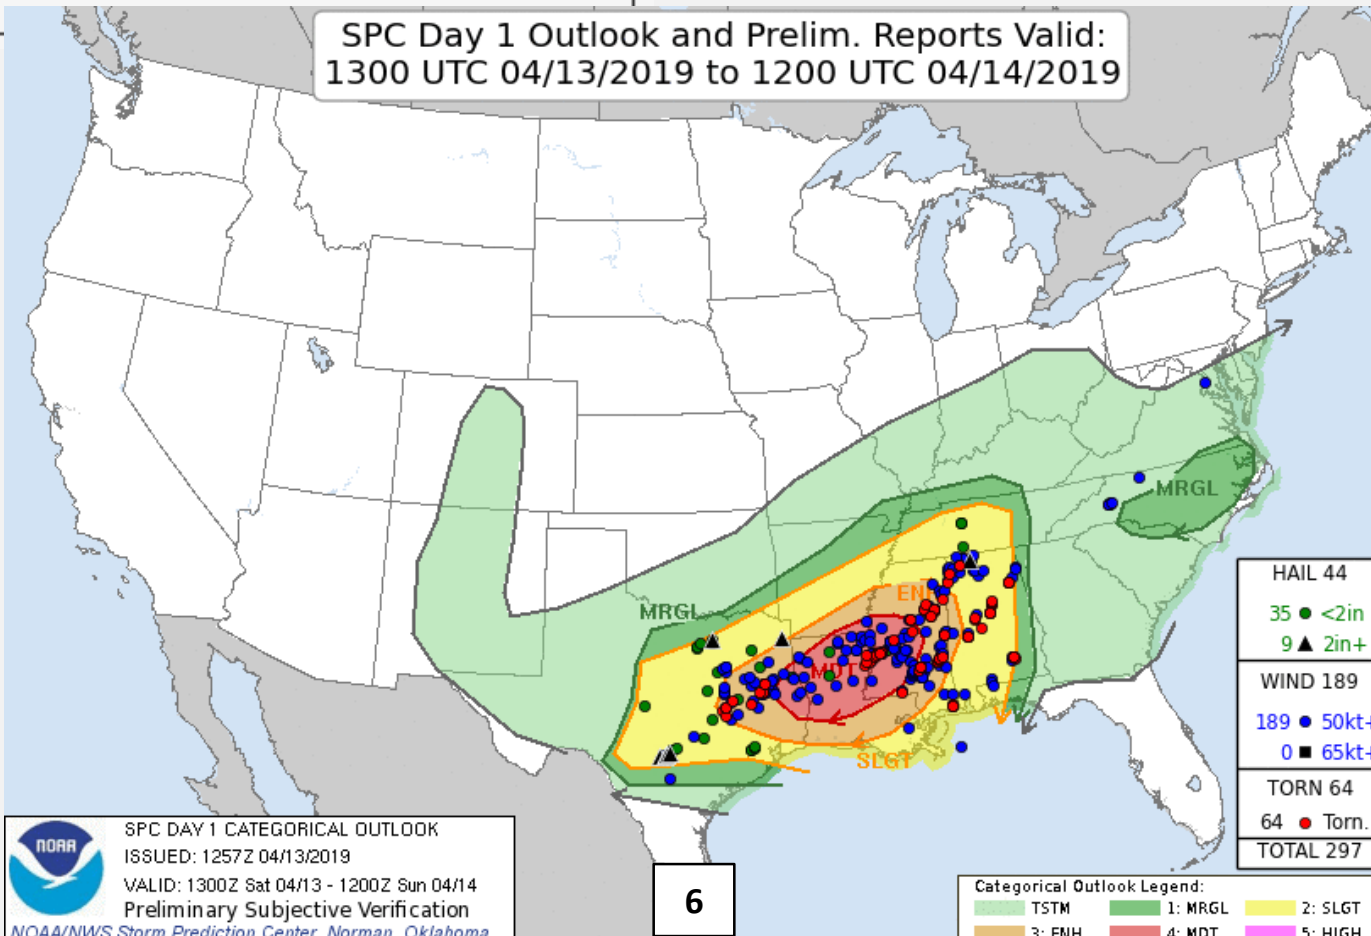 SPC Day 1 Outlook and Prelim. Reports Valid:
1300 UTC 04/13/2019 to 1200 UTC 04/14/2019
MRGL
MRGL
ENH
MDT
SLGT
HAIL 44
35 <2in
9 2in+
WIND 189
189 50kt+
0 65kt+
TORN 64
64 Torn.
TOTAL 297
NOAA
SPC DAY 1 CATEGORICAL OUTLOOK
ISSUED: 1257Z 04/13/2019
VALID: 1300Z Sat 04/13 - 1200Z Sun 04/14
Preliminary Subjective Verification
NOAA/NWS Storm Prediction Center, Norman, Oklahoma
6
Categorical Outlook Legend:
TSTM 1: MRGL 2: SLGT
3: ENH 4: MDT 5: HIGH